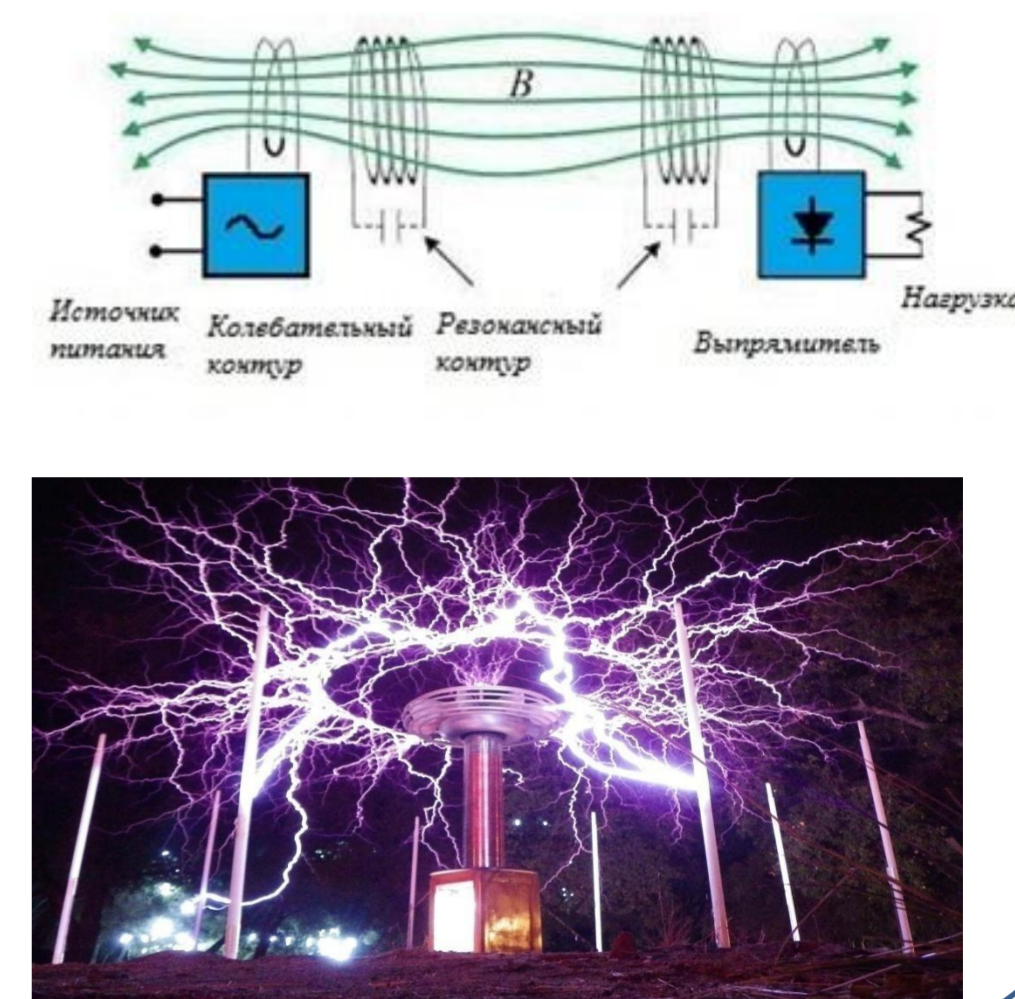 B
Источник
питания
Колебательный
контур
Резонансный
контур
Выпрямитель
Нагрузка